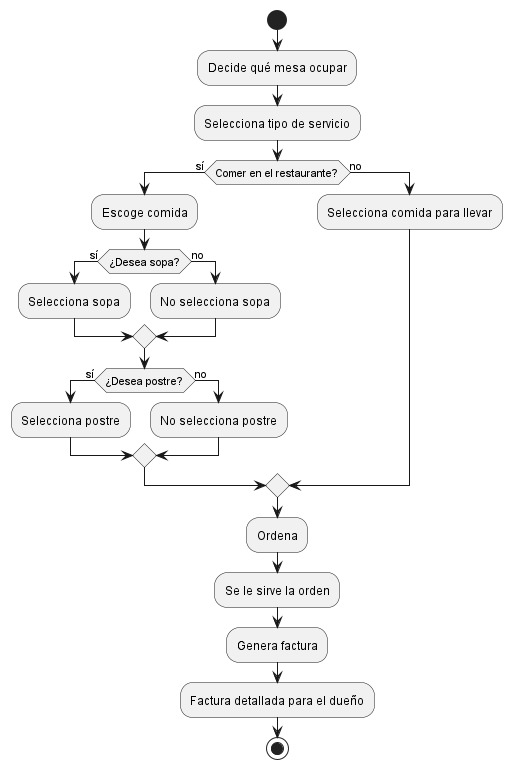 Decide qué mesa ocupar
Selecciona tipo de servicio
sí
Comer en el restaurante?
no
Escoge comida
Selecciona comida para llevar
sí
¿Desea sopa?
no
Selecciona sopa
No selecciona sopa
sí
¿Desea postre?
no
Selecciona postre
No selecciona postre
Ordena
Se le sirve la orden
Genera factura
Factura detallada para el dueño